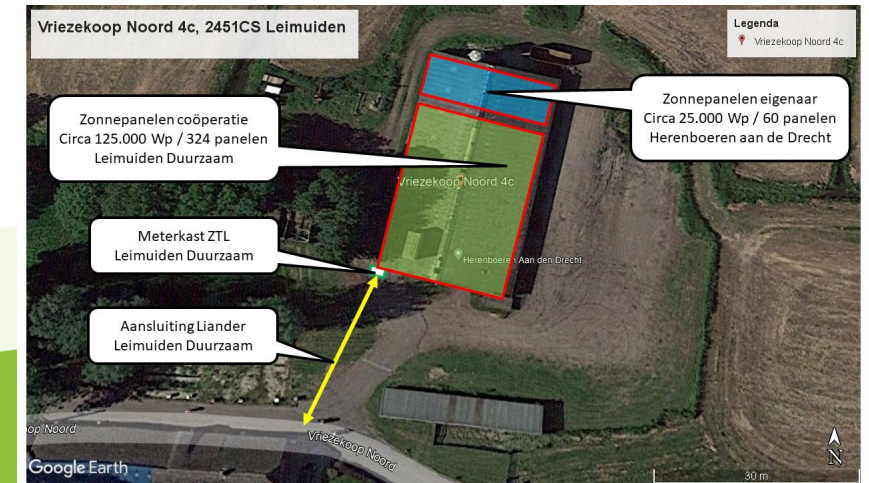 Vriezekoop Noord 4c, 2451CS Leimuiden
Legenda
Vriezekoop Noord 4c
Zonnepanelen coöperatie
Circa 125.000 Wp / 324 panelen
Leimuiden Duurzaam
Zonnepanelen eigenaar
Circa 25.000 Wp / 60 panelen
Herenboeren aan de Drecht
Vriezekoop Noord 4c
Meterkast ZTL
Leimuiden Duurzaam
Herenboeren Aan den Drecht
Aansluiting Liander
Leimuiden Duurzaam
oop Noord
Vriezekoop Noord
Google Earth
N
30 m